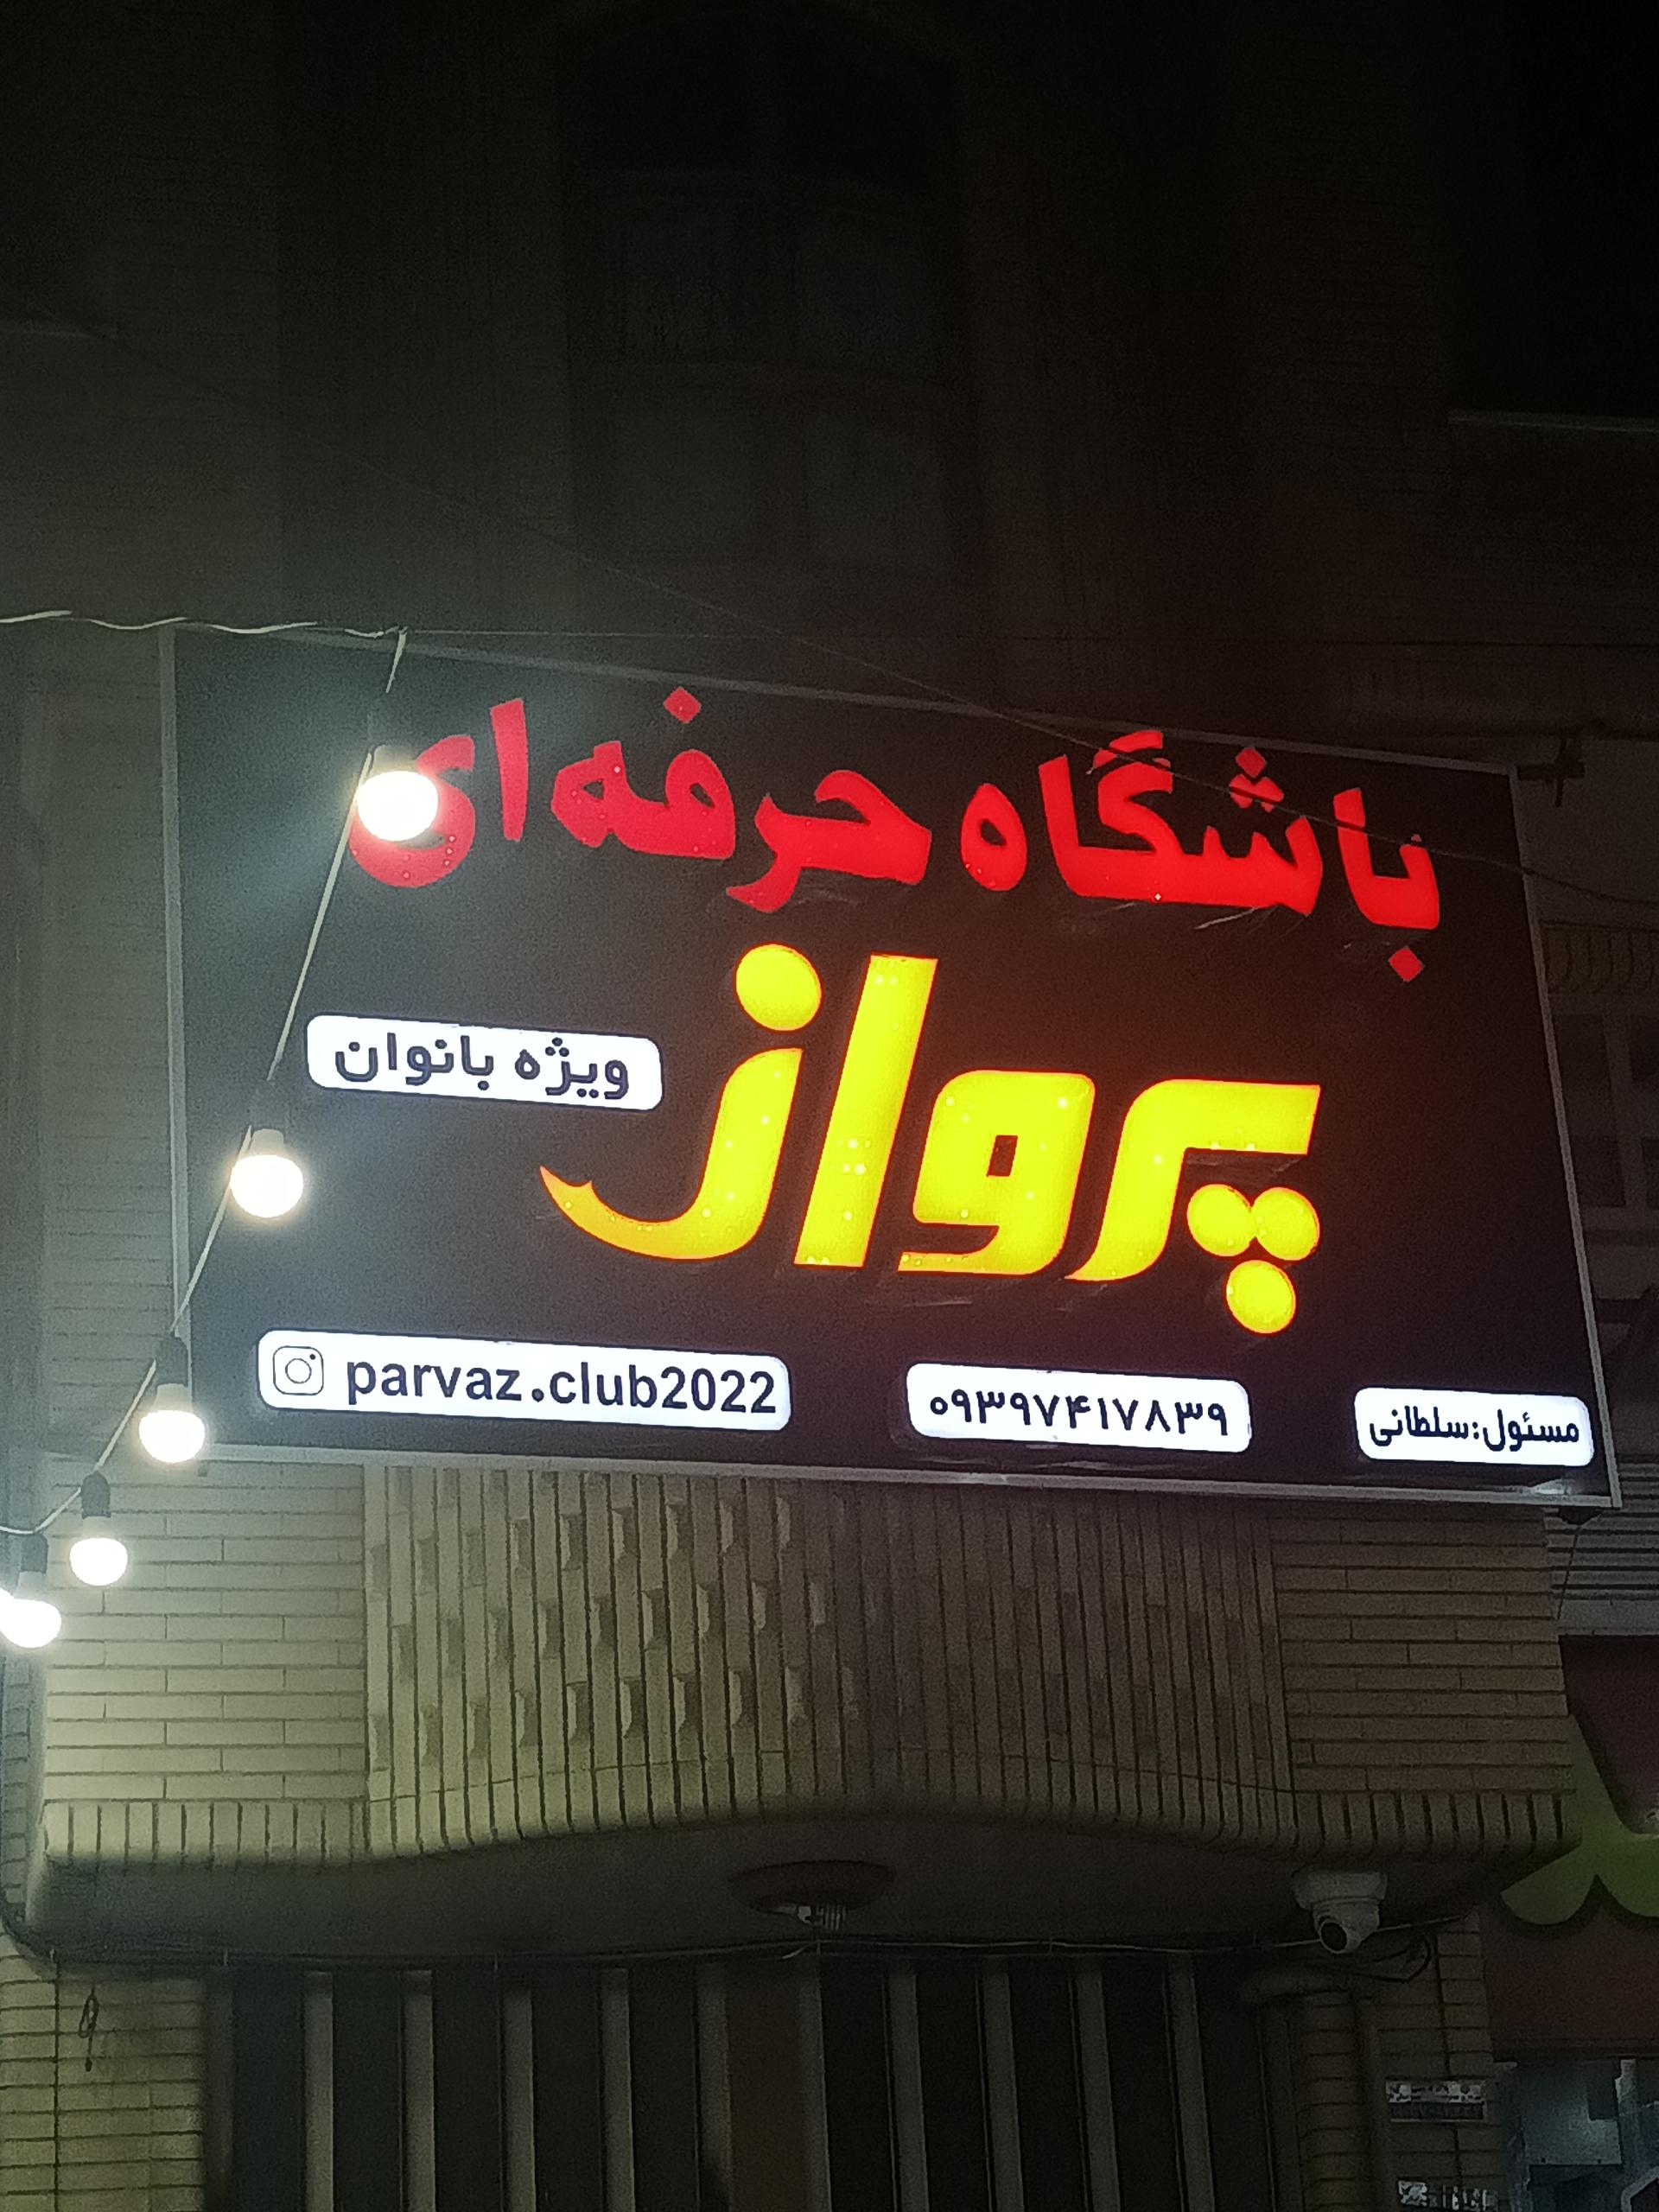 باشگاه حرفه‌ای
پرواز
ویژه بانوان
مسئول:سلطانی
۰۹۳۹۷۴۱۷۸۳۹
parvaz.club2022